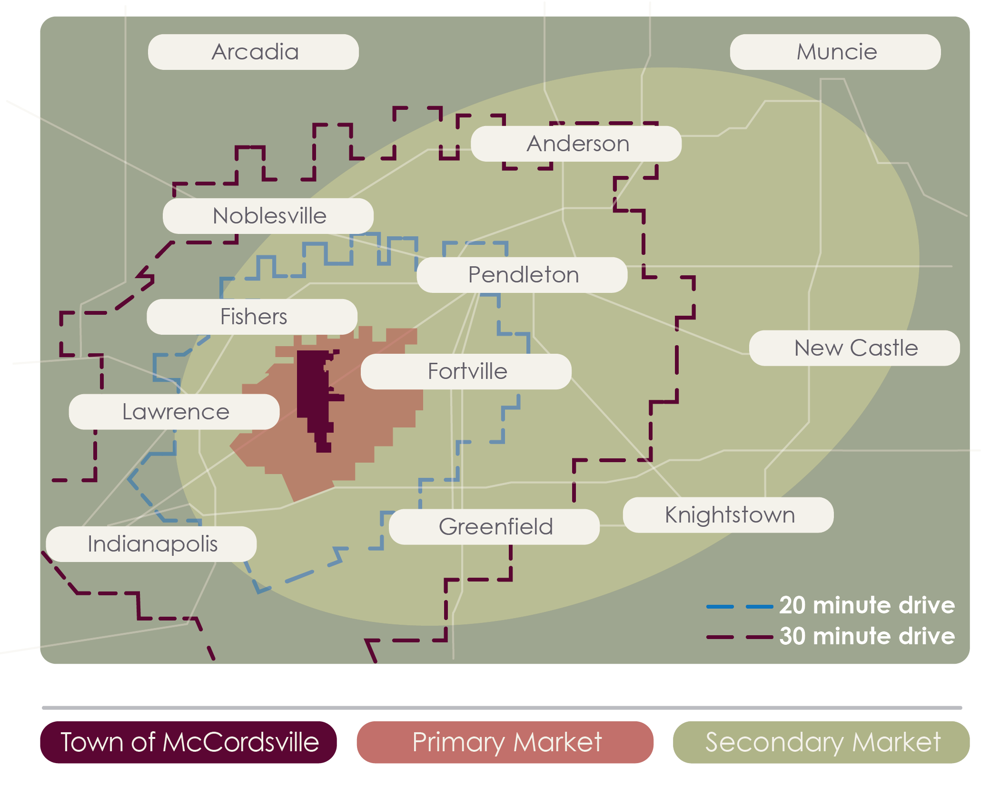 Arcadia
Muncie
Anderson
Noblesville
Pendleton
Fishers
New Castle
Fortville
Lawrence
Knightstown
Greenfield
Indianapolis
20 minute drive
30 minute drive
Town of McCordsville
Primary Market
Secondary Market